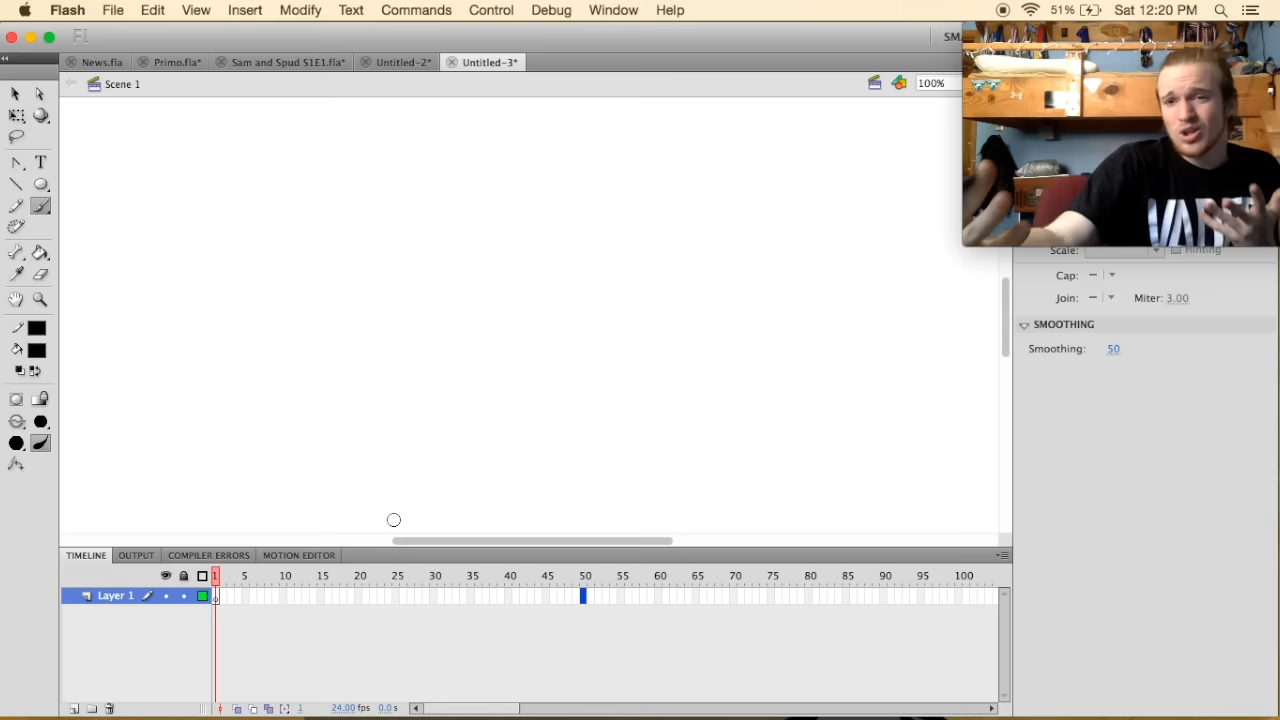 Flash File Edit View Insert Modify Text Commands Control Debug Window Help 51% Sat 12:20 PM
Fl SM
News.fla Primo.fla* Sam and Spud S1E1.fla* Untitled-2* Untitled-3*
Scene 1 100%
T
Scale: Hinting
Cap:
Join: Miter: 3.00
SMOOTHING
Smoothing: 50
TIMELINE OUTPUT COMPILER ERRORS MOTION EDITOR
1 5 10 15 20 25 30 35 40 45 50 55 60 65 70 75 80 85 90 95 100
Layer 1
1 24.00 fps 0.0 s